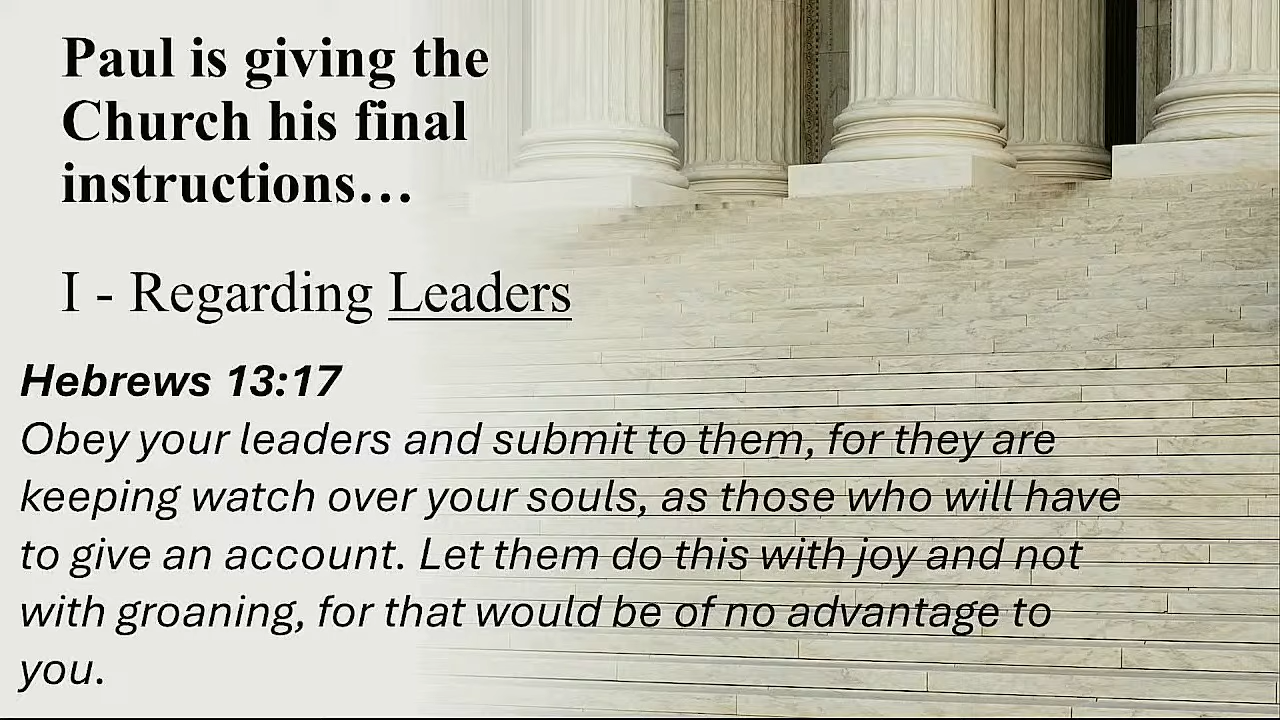 Paul is giving the
Church his final
instructions…
I - Regarding Leaders
Hebrews 13:17
Obey your leaders and submit to them, for they are
keeping watch over your souls, as those who will have
to give an account. Let them do this with joy and not
with groaning, for that would be of no advantage to
you.